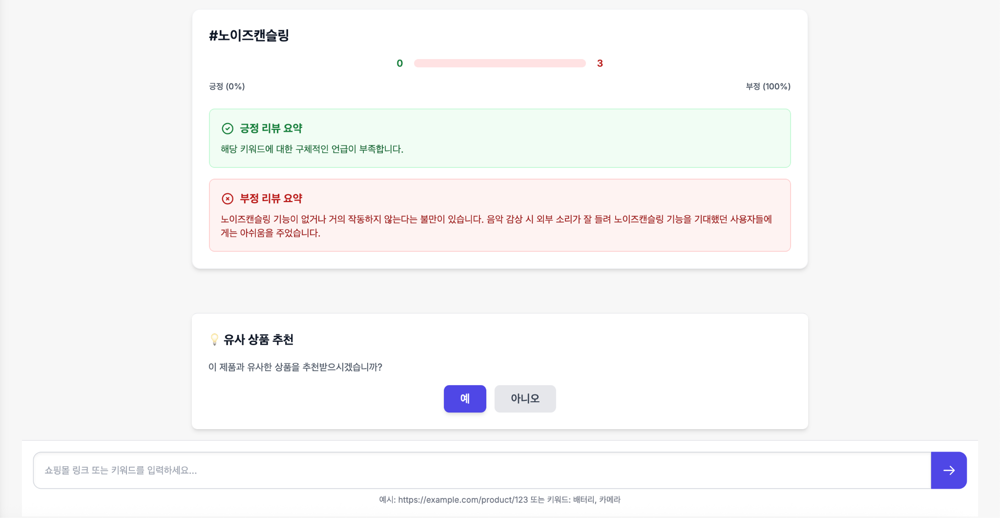 #노이즈캔슬링
0 3
긍정 (0%) 부정 (100%)
긍정 리뷰 요약
해당 키워드에 대한 구체적인 언급이 부족합니다.
부정 리뷰 요약
노이즈캔슬링 기능이 없거나 거의 작동하지 않는다는 불만이 있습니다. 음악 감상 시 외부 소리가 잘 들려 노이즈캔슬링 기능을 기대했던 사용자들에
게는 아쉬움을 주었습니다.
💡 유사 상품 추천
이 제품과 유사한 상품을 추천받으시겠습니까?
예 아니오
쇼핑몰 링크 또는 키워드를 입력하세요...
예시: https://example.com/product/123 또는 키워드: 배터리, 카메라